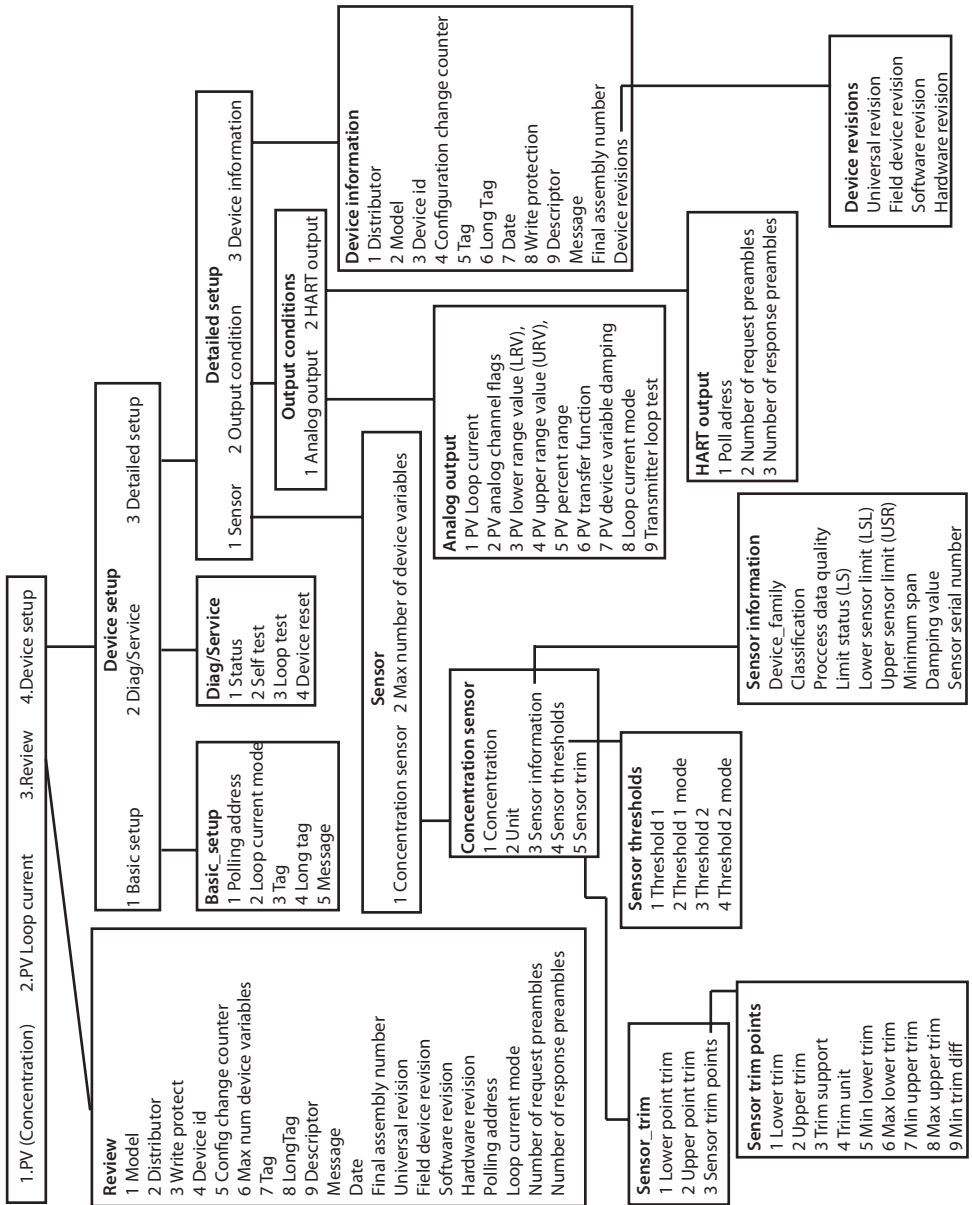 1.PV (Concentration) 2.PV Loop current 3.Review 4.Device setup
Review
1 Model
2 Distributor
3 Write protect
4 Device id
5 Config change counter
6 Max num device variables
7 Tag
8 LongTag
9 Descriptor
Message
Date
Final assembly number
Universal revision
Field device revision
Software revision
Hardware revision
Polling address
Loop current mode
Number of request preambles
Number of response preambles
Device setup
1 Basic setup 2 Diag/Service 3 Detailed setup
Basic_setup
1 Polling address
2 Loop current mode
3 Tag
4 Long tag
5 Message
Diag/Service
1 Status
2 Self test
3 Loop test
4 Device reset
Detailed setup
1 Sensor 2 Output condition 3 Device information
Sensor
1 Concentration sensor 2 Max number of device variables
Output conditions
1 Analog output 2 HART output
Device information
1 Distributor
2 Model
3 Device id
4 Configuration change counter
5 Tag
6 Long Tag
7 Date
8 Write protection
9 Descriptor
Message
Final assembly number
Device revisions
Concentration sensor
1 Concentration
2 Unit
3 Sensor information
4 Sensor thresholds
5 Sensor trim
Analog output
1 PV Loop current
2 PV analog channel flags
3 PV lower range value (LRV),
4 PV upper range value (URV),
5 PV percent range
6 PV transfer function
7 PV device variable damping
8 Loop current mode
9 Transmitter loop test
HART output
1 Poll adress
2 Number of request preambles
3 Number of response preambles
Device revisions
Universal revision
Field device revision
Software revision
Hardware revision
Sensor_trim
1 Lower point trim
2 Upper point trim
3 Sensor trim points
Sensor thresholds
1 Threshold 1
2 Threshold 1 mode
3 Threshold 2
4 Threshold 2 mode
Sensor information
Device_family
Classification
Proccess data quality
Limit status (LS)
Lower sensor limit (LSL)
Upper sensor limit (USR)
Minimum span
Damping value
Sensor serial number
Sensor trim points
1 Lower trim
2 Upper trim
3 Trim support
4 Trim unit
5 Min lower trim
6 Max lower trim
7 Min upper trim
8 Max upper trim
9 Min trim diff